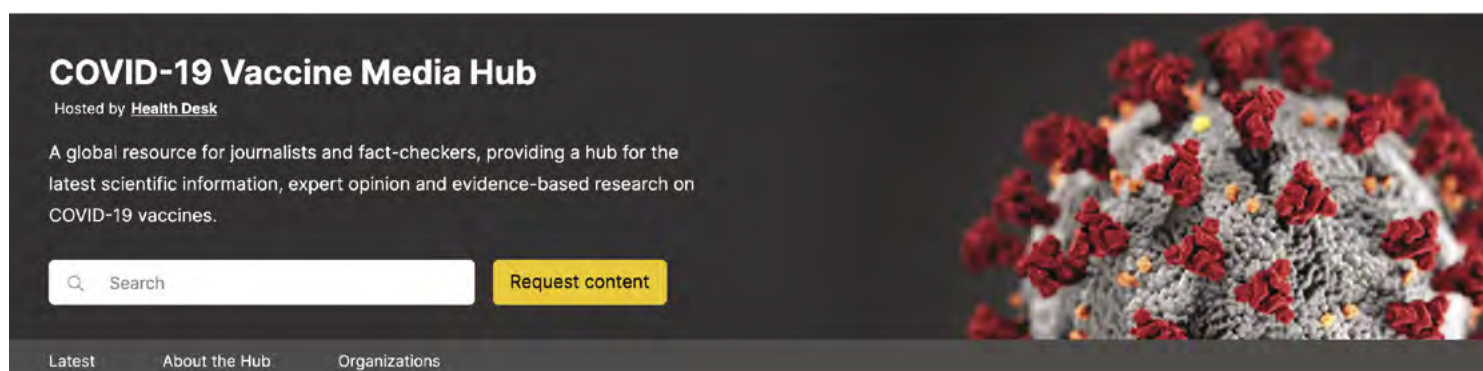 COVID-19 Vaccine Media Hub
Hosted by Health Desk
A global resource for journalists and fact-checkers, providing a hub for the
latest scientific information, expert opinion and evidence-based research on
COVID-19 vaccines.
Search
Request content
Latest
About the Hub
Organizations